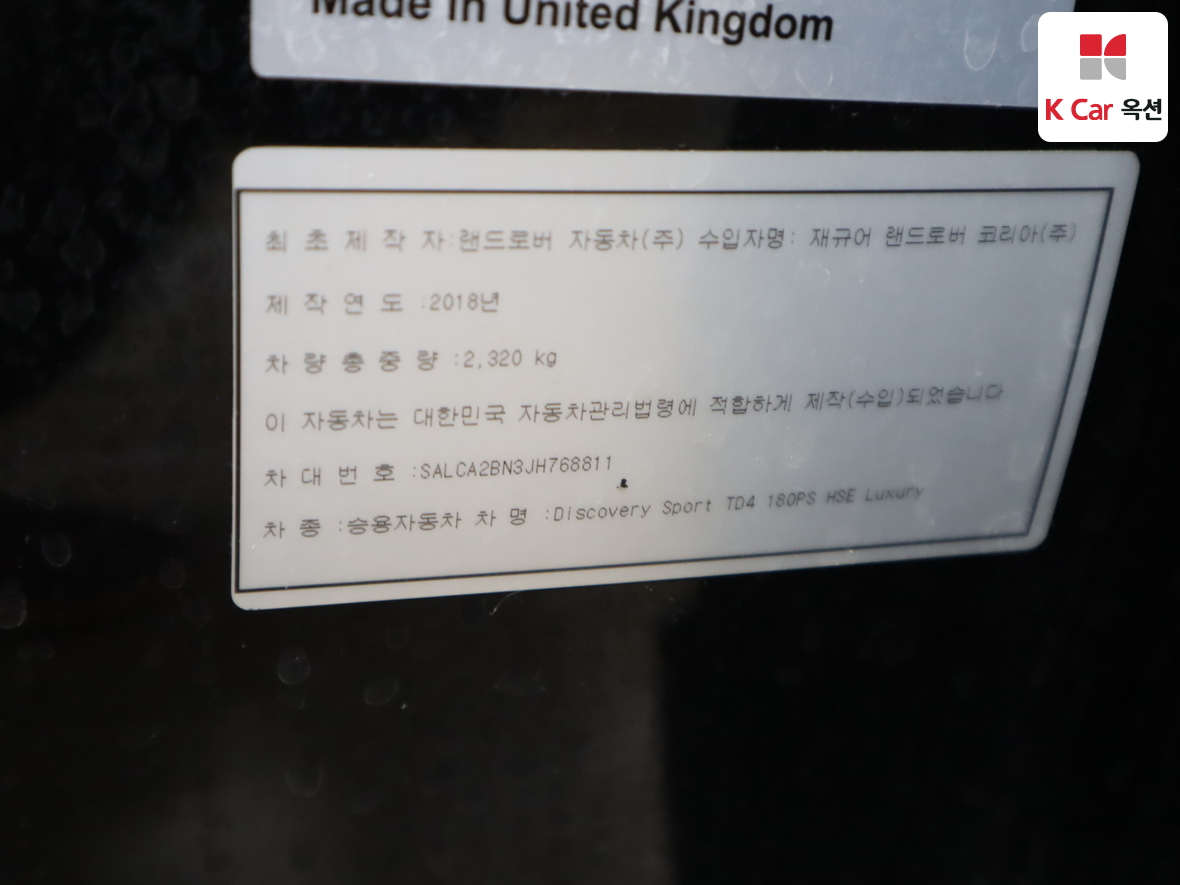 Made in United Kingdom
K Car 옥션
최 초 제 작 자:랜드로버 자동차(주) 수입자명: 재규어 랜드로버 코리아(주)
제 작 연 도 :2018년
차 량 총 중 량 :2,320 kg
이 자동차는 대한민국 자동차관리법령에 적합하게 제작(수입)되었습니다
차 대 번 호 :SALCA2BN3JH768811
차 종 :승용자동차 차 명 :Discovery Sport TD4 180PS HSE Luxury